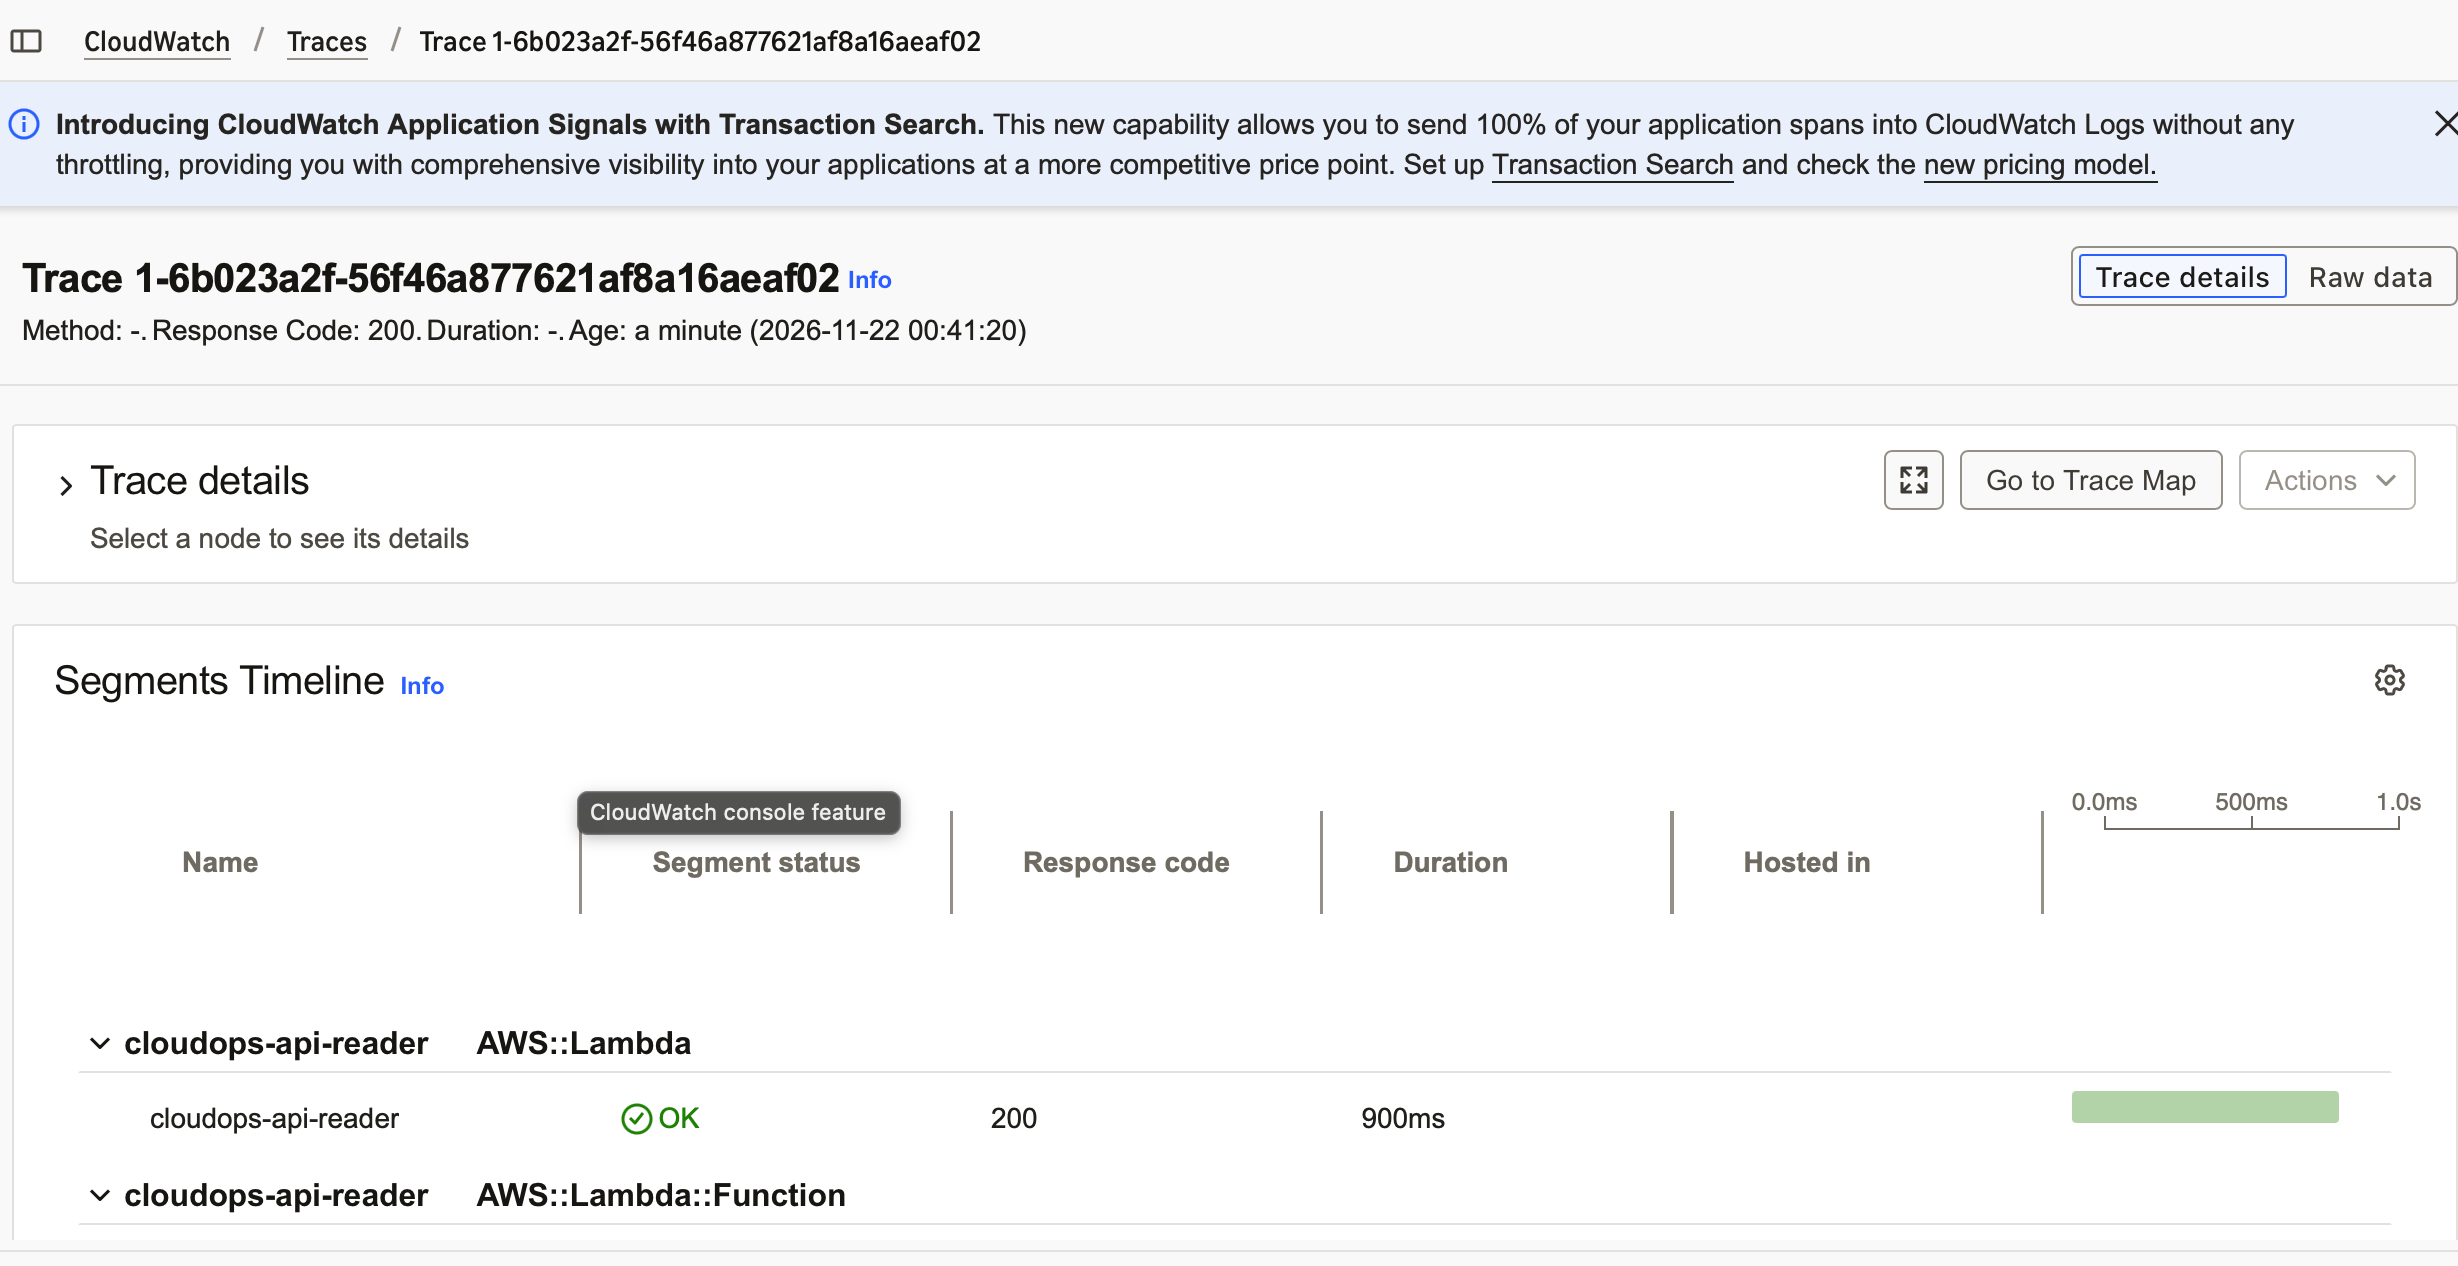 CloudWatch / Traces / Trace 1-6b023a2f-56f46a877621af8a16aeaf02
Introducing CloudWatch Application Signals with Transaction Search. This new capability allows you to send 100% of your application spans into CloudWatch Logs without any
throttling, providing you with comprehensive visibility into your applications at a more competitive price point. Set up Transaction Search and check the new pricing model.
Trace 1-6b023a2f-56f46a877621af8a16aeaf02 Info
Trace details Raw data
Method: -. Response Code: 200. Duration: -. Age: a minute (2026-11-22 00:41:20)
Trace details
Go to Trace Map Actions
Select a node to see its details
Segments Timeline Info
CloudWatch console feature
0.0ms 500ms 1.0s
Name Segment status Response code Duration Hosted in
cloudops-api-reader AWS::Lambda
cloudops-api-reader OK 200 900ms
cloudops-api-reader AWS::Lambda::Function